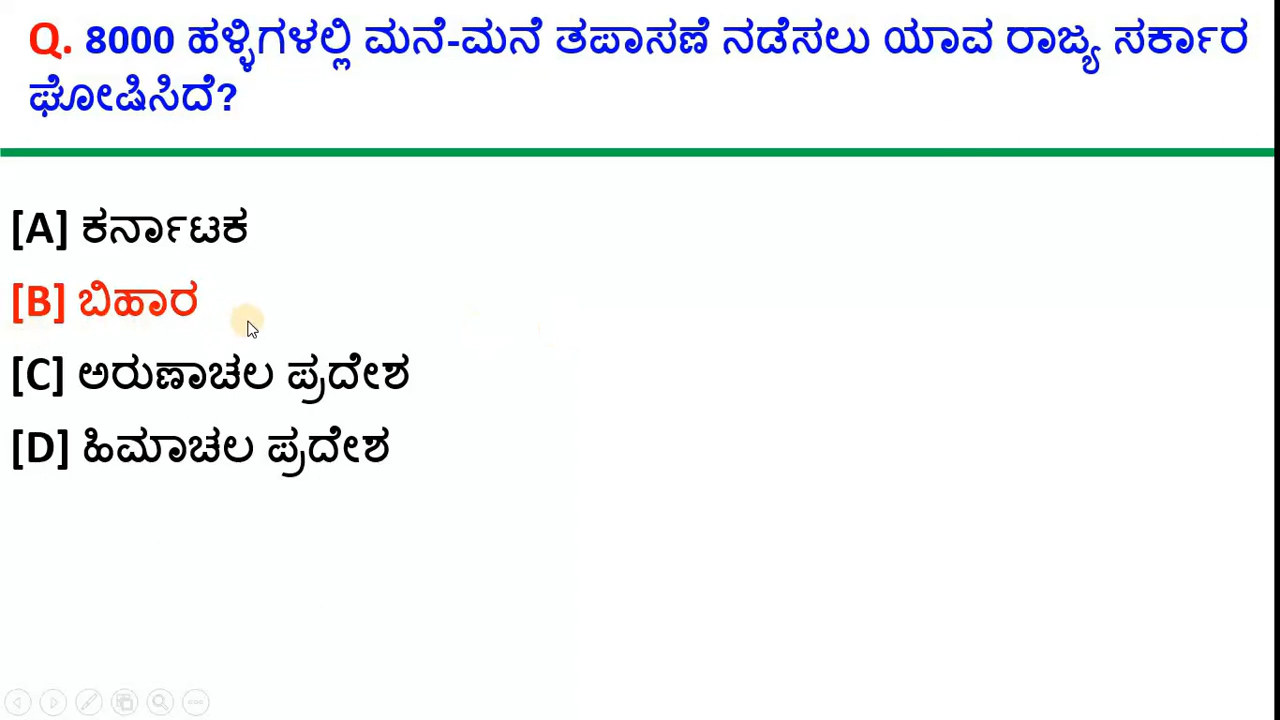 Q. 8000 ಹಳ್ಳಿಗಳಲ್ಲಿ ಮನೆ-ಮನೆ ತಪಾಸಣೆ ನಡೆಸಲು ಯಾವ ರಾಜ್ಯ ಸರ್ಕಾರ
ಘೋಷಿಸಿದೆ?
[A] ಕರ್ನಾಟಕ
[B] ಬಿಹಾರ
[C] ಅರುಣಾಚಲ ಪ್ರದೇಶ
[D] ಹಿಮಾಚಲ ಪ್ರದೇಶ